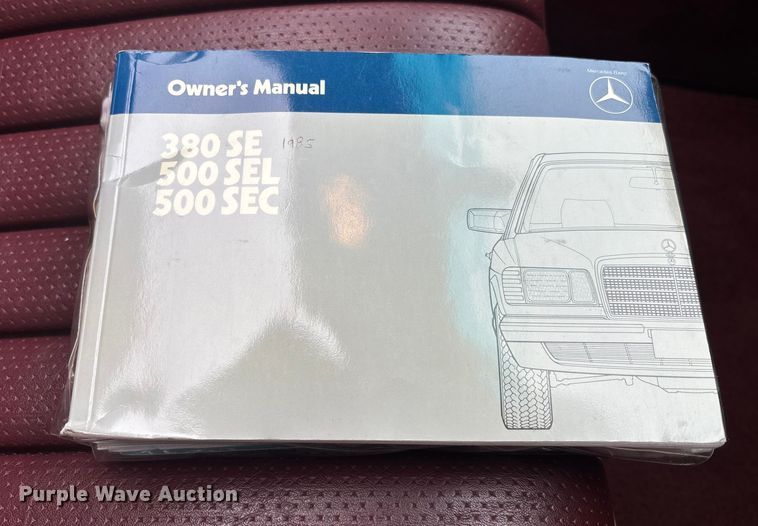 Owner's Manual
Mercedes-Benz
380 SE 1985
500 SEL
500 SEC
Purple Wave Auction